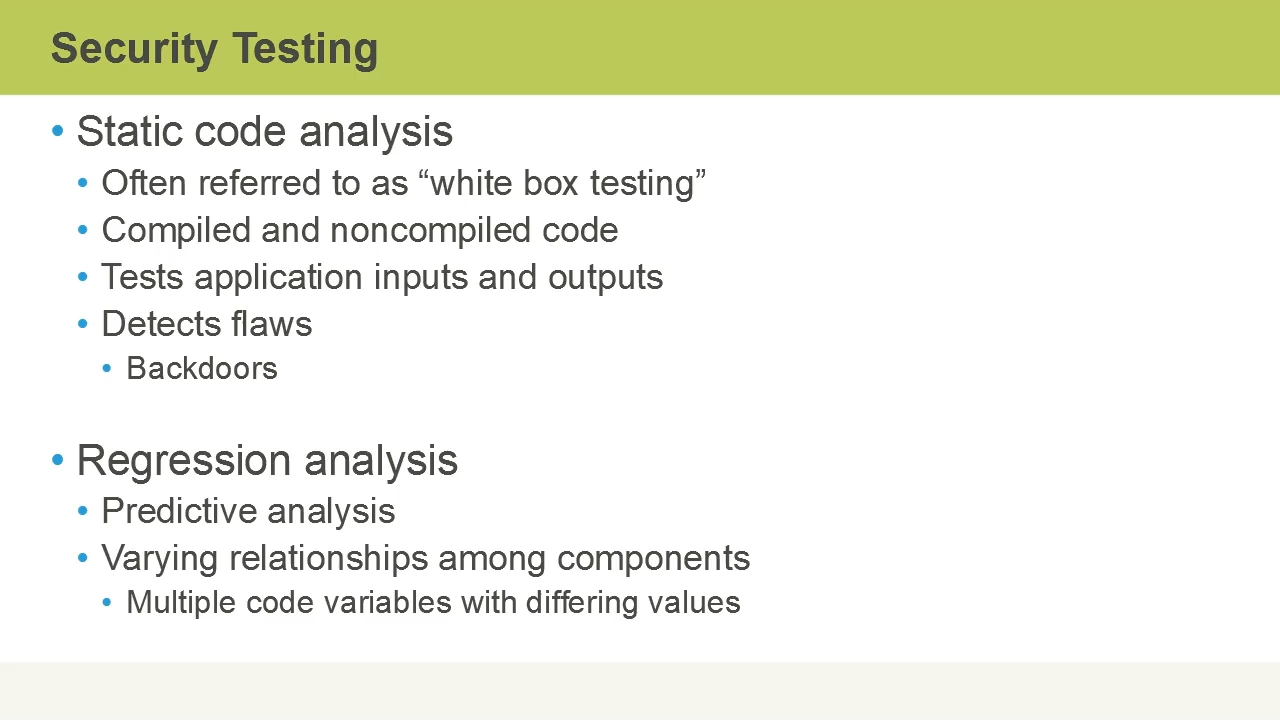 Security Testing
• Static code analysis
• Often referred to as “white box testing”
• Compiled and noncompiled code
• Tests application inputs and outputs
• Detects flaws
• Backdoors
• Regression analysis
• Predictive analysis
• Varying relationships among components
• Multiple code variables with differing values